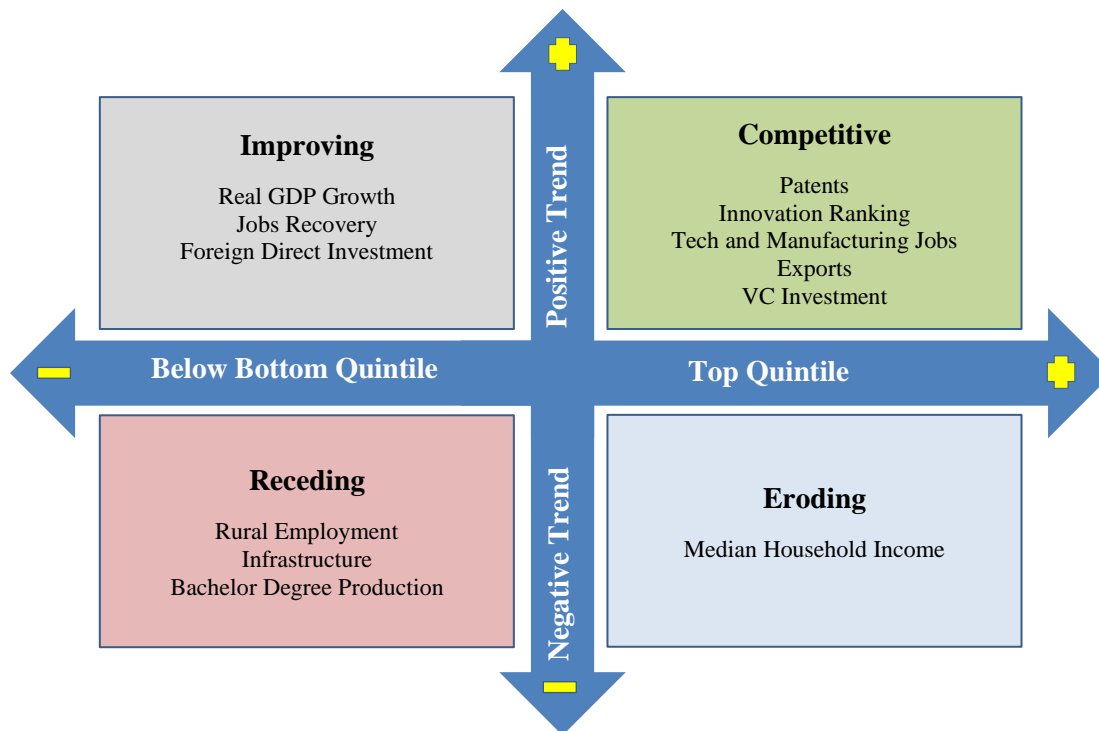 Improving
Real GDP Growth
Jobs Recovery
Foreign Direct Investment
Positive Trend
Competitive
Patents
Innovation Ranking
Tech and Manufacturing Jobs
Exports
VC Investment
Below Bottom Quintile
Top Quintile
Receding
Rural Employment
Infrastructure
Bachelor Degree Production
Negative Trend
Eroding
Median Household Income